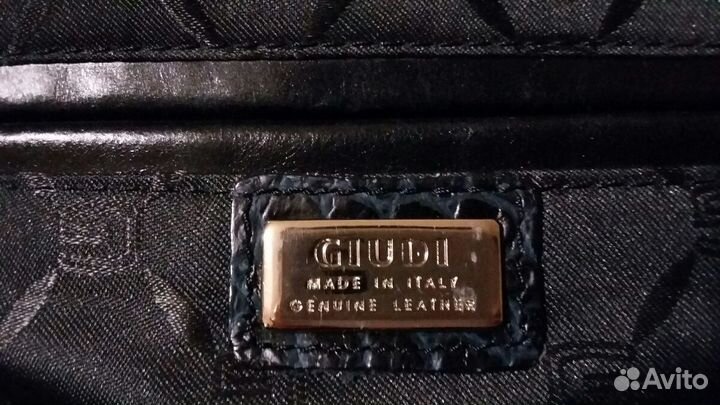 GIUDI
MADE IN ITALY
GENUINE LEATHER
Avito